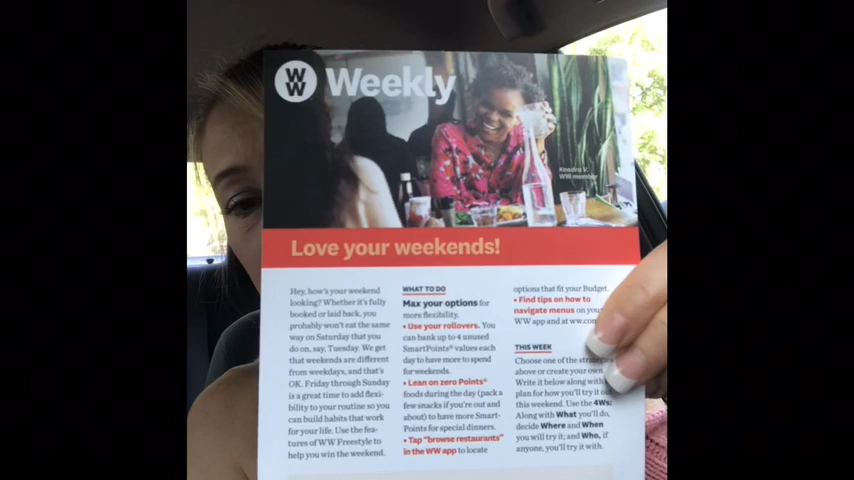 WW Weekly
Keadra V.
WW member
Love your weekends!
Hey, how's your weekend
looking? Whether it's fully
booked or laid back, you
probably won't eat the same
way on Saturday that you
do on, say, Tuesday. We get
that weekends are different
from weekdays, and that's
OK. Friday through Sunday
is a great time to add flexi-
bility to your routine so you
can build habits that work
for your life. Use the fea-
tures of WW Freestyle to
help you win the weekend.
WHAT TO DO
Max your options for
more flexibility.
• Use your rollovers. You
can bank up to 4 unused
SmartPoints® values each
day to have more to spend
for weekends.
• Lean on zero Points®
foods during the day (pack a
few snacks if you're out and
about) to have more Smart-
Points for special dinners.
• Tap "browse restaurants"
in the WW app to locate
options that fit your Budget.
• Find tips on how to
navigate menus on your
WW app and at ww.com
THIS WEEK
Choose one of the strategies
above or create your own.
Write it below along with
plan for how you'll try it out
this weekend. Use the 4Ws:
Along with What you'll do,
decide Where and When
you will try it; and Who, if
anyone, you'll try it with.